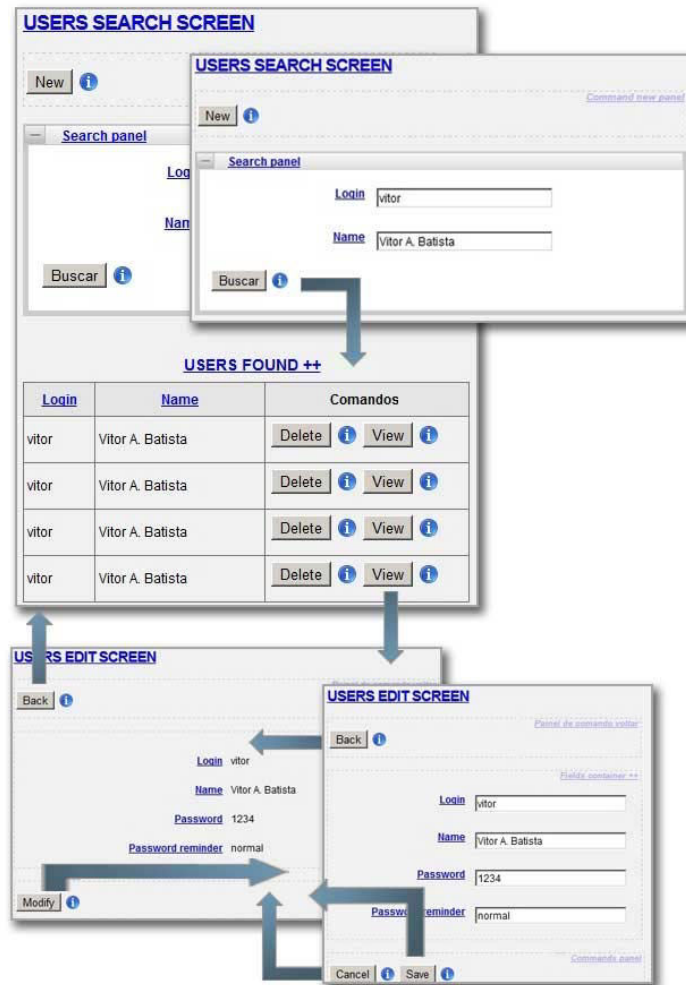 USERS SEARCH SCREEN
New
Search panel
Buscar
USERS SEARCH SCREEN
Command new panel
New
Search panel
Login vitor
Name Vitor A. Batista
Buscar
USERS FOUND ++
Login Name Comandos
vitor Vitor A. Batista Delete View
vitor Vitor A. Batista Delete View
vitor Vitor A. Batista Delete View
vitor Vitor A. Batista Delete View
USERS EDIT SCREEN
Back
Login vitor
Name Vitor A. Batista
Password 1234
Password reminder normal
Modify
USERS EDIT SCREEN
Painel de comando voltar
Back
Fields container ++
Login vitor
Name Vitor A. Batista
Password 1234
Password reminder normal
Commands panel
Cancel Save